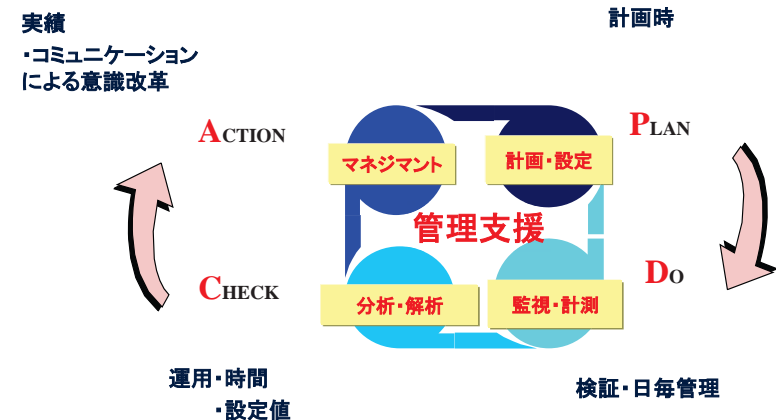 実績
・コミュニケーション
による意識改革
計画時
ACTION
PLAN
マネジマント
計画・設定
管理支援
CHECK
DO
分析・解析
監視・計測
運用・時間
・設定値
検証・日毎管理